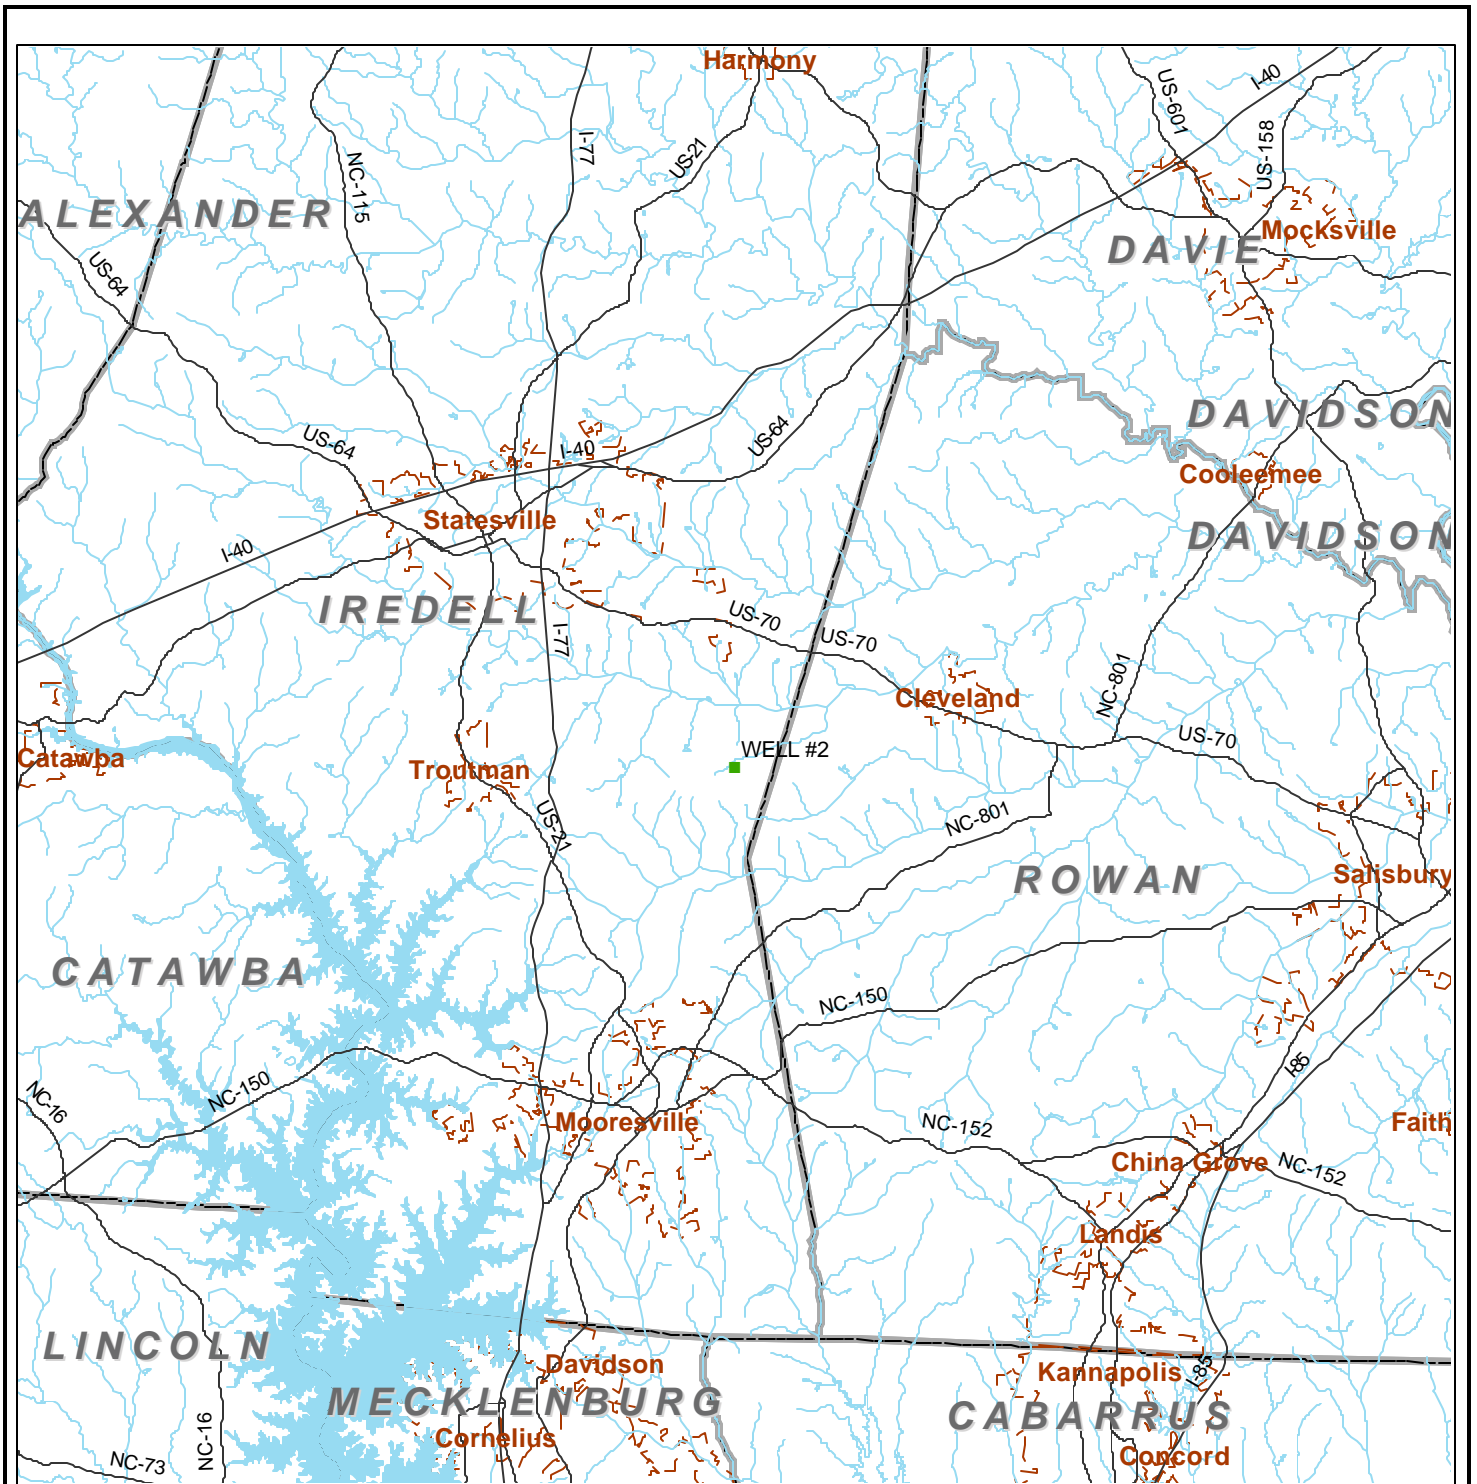 Harmony
I-40
US-601
US-158
I-77
US-21
NC-115
ALEXANDER
Mocksville
DAVIE
US-64
DAVIDSON
US-64
I-40
US-64
Cooleemee
Statesville
DAVIDSON
I-40
IREDELL
US-70
US-70
I-77
NC-801
Cleveland
US-70
WELL #2
Catawba
Troutman
US-21
NC-801
ROWAN
Salisbury
CATAWBA
NC-150
I-85
NC-150
NC-16
Mooresville
NC-152
Faith
China Grove
NC-152
Landis
LINCOLN
Davidson
Kannapolis
I-85
MECKLENBURG
CABARRUS
NC-16
Cornelius
Concord
NC-73